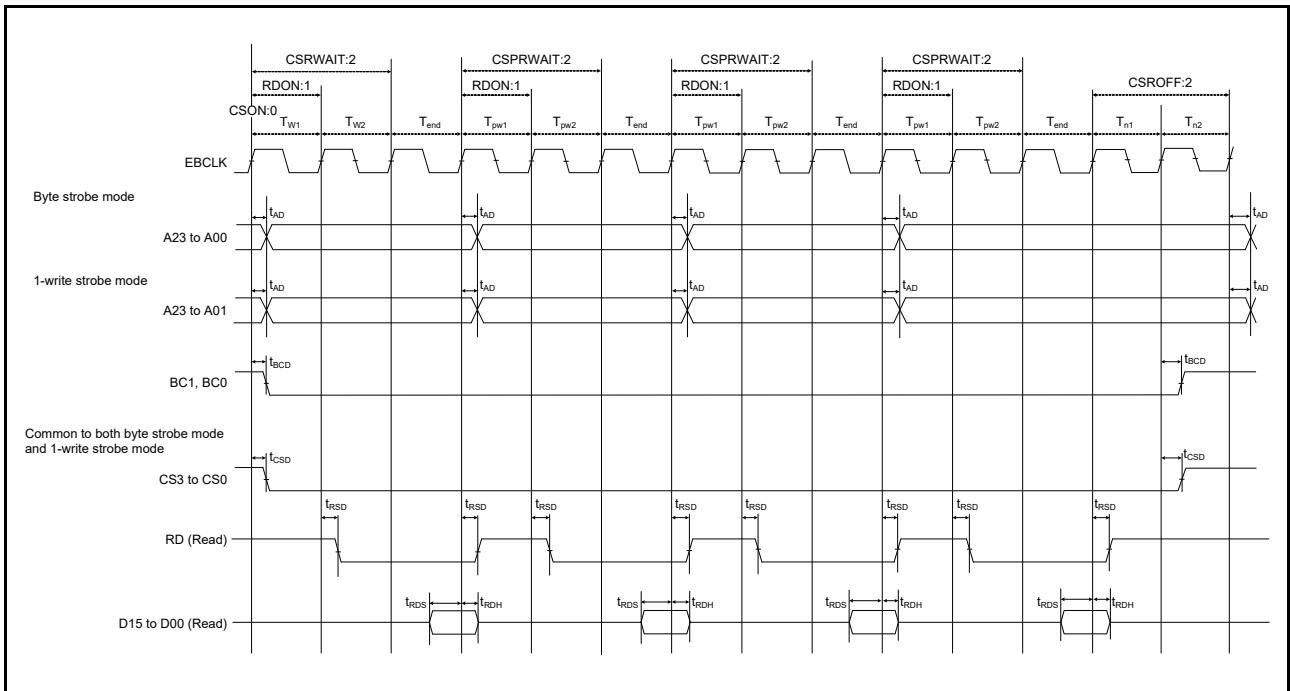 CSRWAIT:2 CSPRWAIT:2 CSPRWAIT:2 CSPRWAIT:2
RDON:1 RDON:1 RDON:1 RDON:1 CSROFF:2
CSON:0
TW1 TW2 Tend Tpw1 Tpw2 Tend Tpw1 Tpw2 Tend Tpw1 Tpw2 Tend Tn1 Tn2
EBCLK
Byte strobe mode
tAD tAD tAD tAD tAD
A23 to A00
1-write strobe mode
tAD tAD tAD tAD tAD
A23 to A01
tBCD tBCD
BC1, BC0
Common to both byte strobe mode
and 1-write strobe mode
tCSD tCSD
CS3 to CS0
tRSD tRSD tRSD tRSD tRSD tRSD tRSD tRSD
RD (Read)
tRDS tRDH tRDS tRDH tRDS tRDH tRDS tRDH
D15 to D00 (Read)